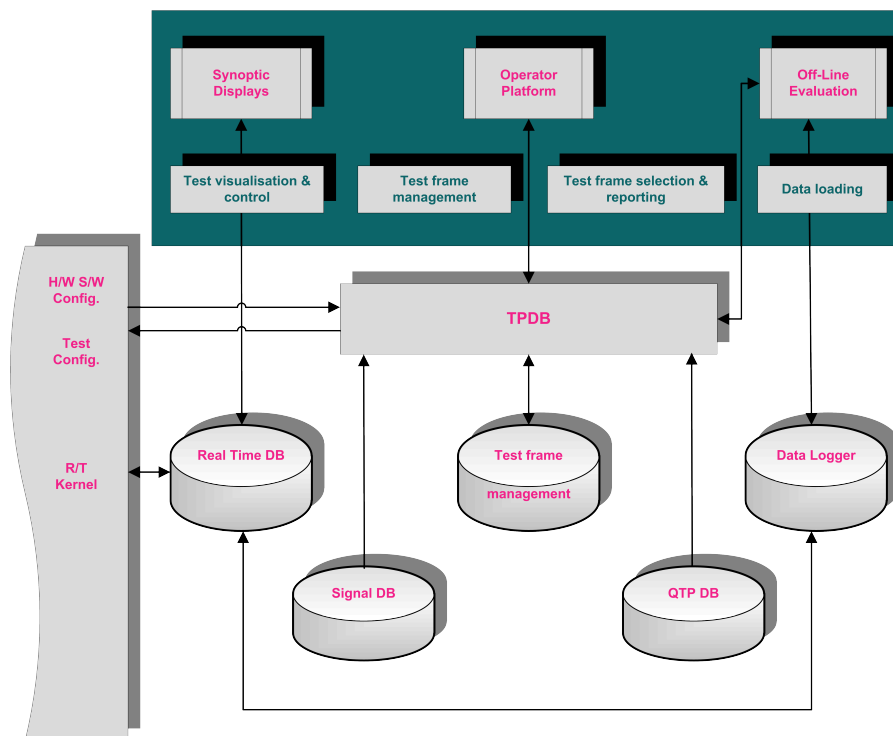 Synoptic
Displays
Operator
Platform
Off-Line
Evaluation
Test visualisation &
control
Test frame
management
Test frame selection &
reporting
Data loading
H/W S/W
Config.
Test
Config.
R/T
Kernel
TPDB
Real Time DB
Test frame
management
Data Logger
Signal DB
QTP DB